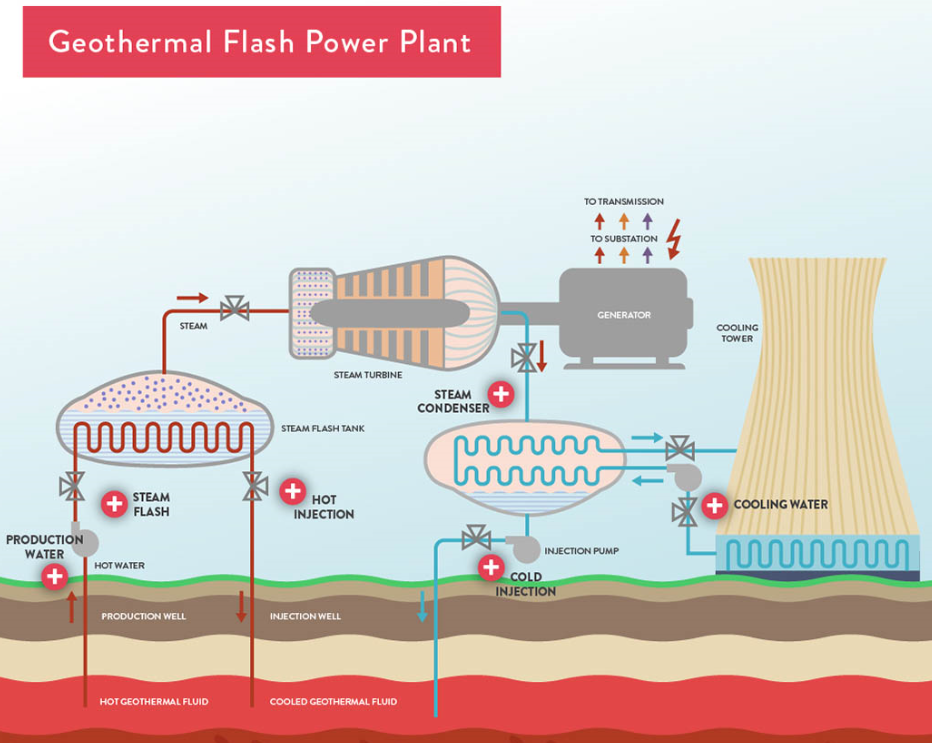 Geothermal Flash Power Plant
TO TRANSMISSION
TO SUBSTATION
GENERATOR
COOLING
TOWER
STEAM
STEAM TURBINE
STEAM
CONDENSER
STEAM FLASH TANK
STEAM
FLASH
HOT
INJECTION
COOLING WATER
PRODUCTION
WATER
HOT WATER
INJECTION PUMP
COLD
INJECTION
PRODUCTION WELL
INJECTION WELL
HOT GEOTHERMAL FLUID
COOLED GEOTHERMAL FLUID